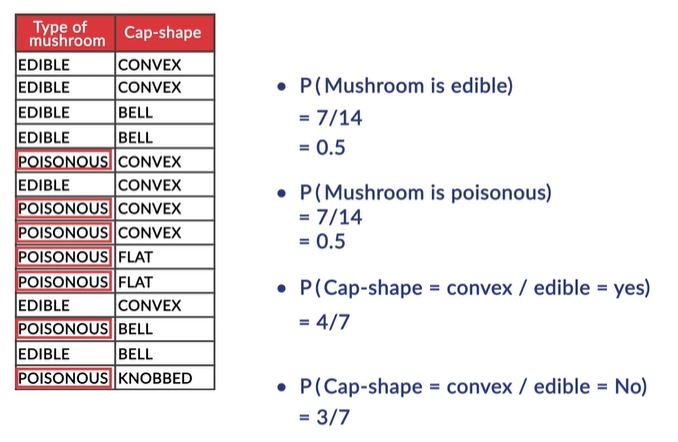 Type of mushroom Cap-shape
EDIBLE CONVEX
EDIBLE CONVEX
EDIBLE BELL
EDIBLE BELL
POISONOUS CONVEX
EDIBLE CONVEX
POISONOUS CONVEX
POISONOUS CONVEX
POISONOUS FLAT
POISONOUS FLAT
EDIBLE CONVEX
POISONOUS BELL
EDIBLE BELL
POISONOUS KNOBBED
• P(Mushroom is edible)
= 7/14
= 0.5
• P(Mushroom is poisonous)
= 7/14
= 0.5
• P(Cap-shape = convex / edible = yes)
= 4/7
• P(Cap-shape = convex / edible = No)
= 3/7